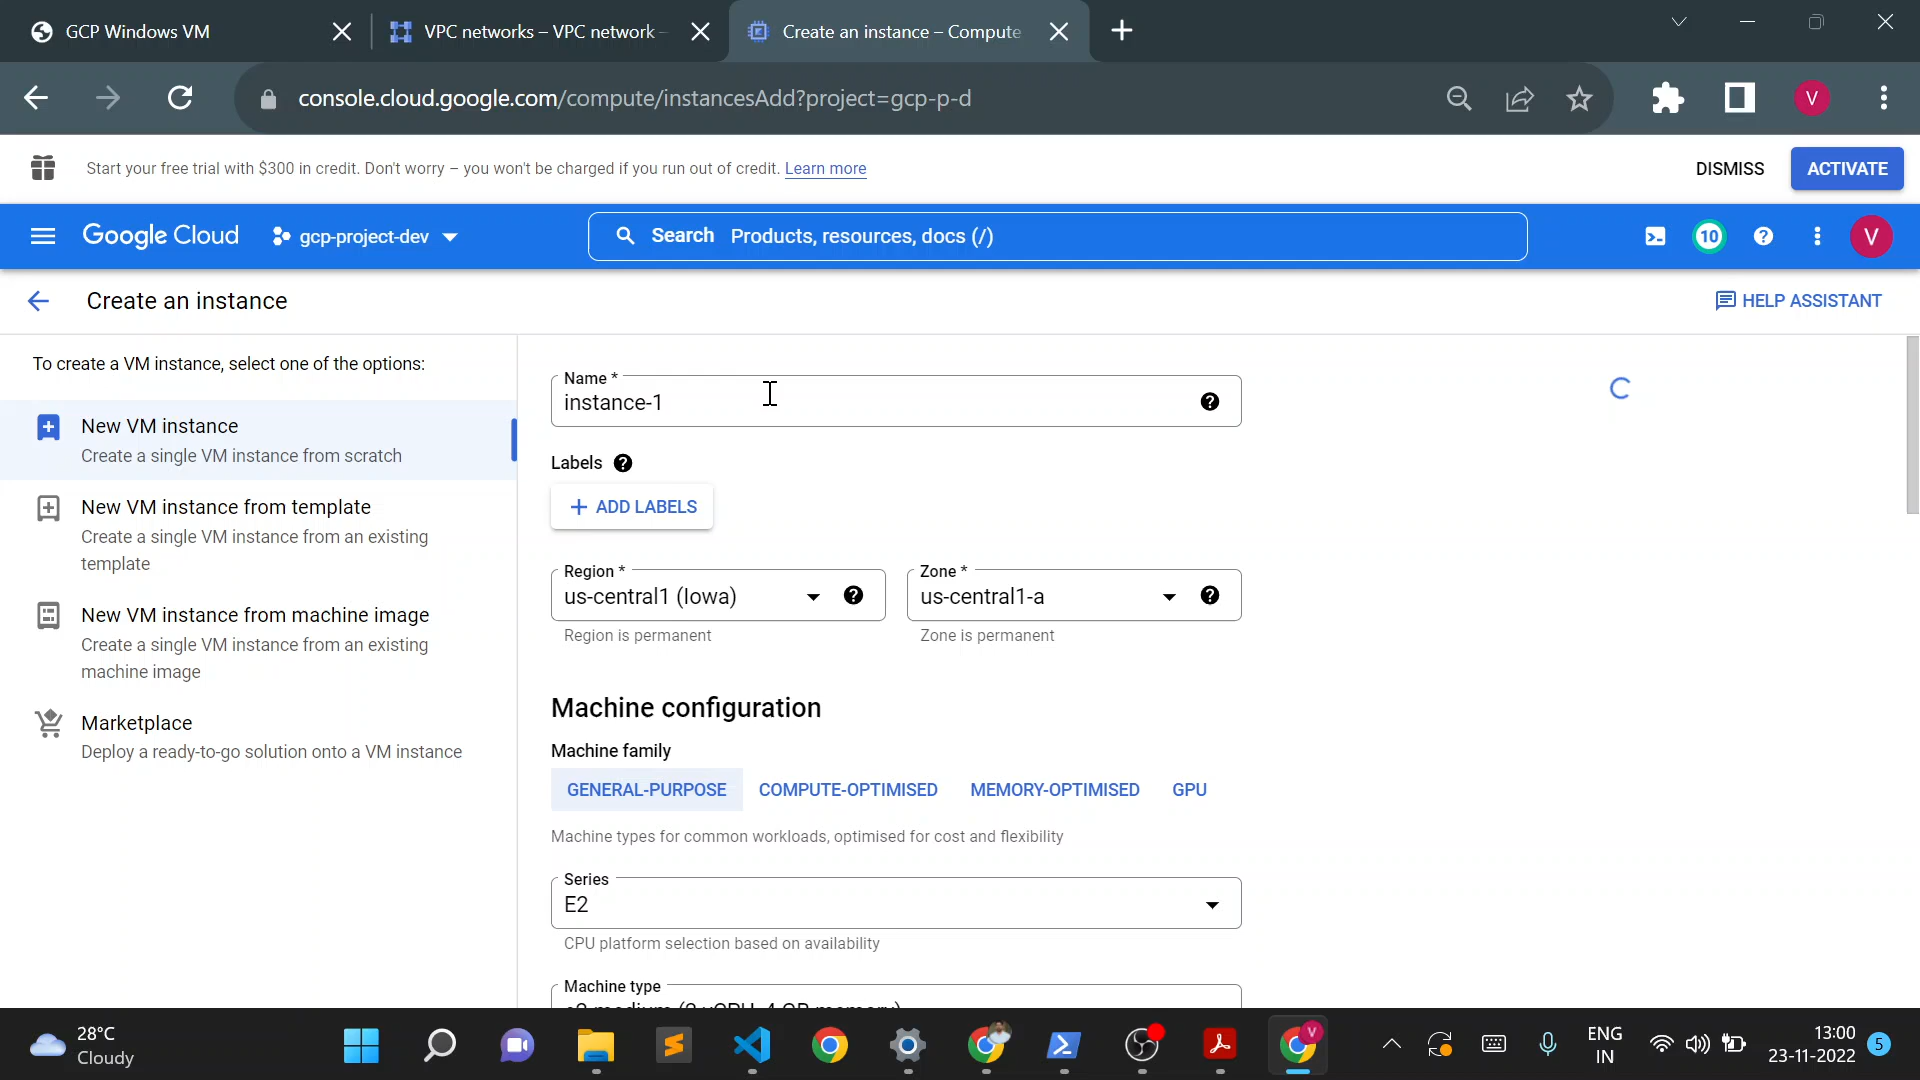 GCP Windows VM
VPC networks – VPC network –
Create an instance – Compute
console.cloud.google.com/compute/instancesAdd?project=gcp-p-d
V
Start your free trial with $300 in credit. Don't worry – you won't be charged if you run out of credit. Learn more
DISMISS
ACTIVATE
Google Cloud
gcp-project-dev
Search Products, resources, docs (/)
10
V
Create an instance
HELP ASSISTANT
To create a VM instance, select one of the options:
New VM instance
Create a single VM instance from scratch
New VM instance from template
Create a single VM instance from an existing
template
New VM instance from machine image
Create a single VM instance from an existing
machine image
Marketplace
Deploy a ready-to-go solution onto a VM instance
Name *
instance-1
Labels
+ ADD LABELS
Region *
us-central1 (Iowa)
Region is permanent
Zone *
us-central1-a
Zone is permanent
Machine configuration
Machine family
GENERAL-PURPOSE
COMPUTE-OPTIMISED
MEMORY-OPTIMISED
GPU
Machine types for common workloads, optimised for cost and flexibility
Series
E2
CPU platform selection based on availability
Machine type
e2-medium (2 vCPU, 4 GB memory)
28°C
Cloudy
V
ENG
IN
13:00
23-11-2022
5